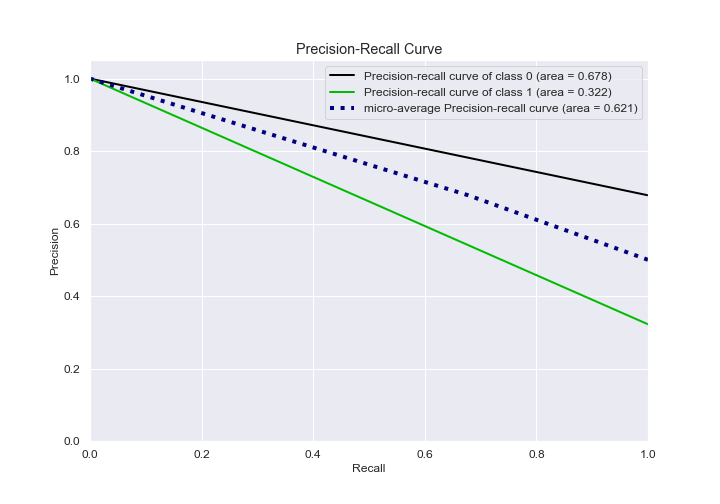 Precision-Recall Curve
Precision-recall curve of class 0 (area = 0.678)
Precision-recall curve of class 1 (area = 0.322)
micro-average Precision-recall curve (area = 0.621)
1.0
0.8
0.6
0.4
0.2
0.0
Precision
0.0 0.2 0.4 0.6 0.8 1.0
Recall